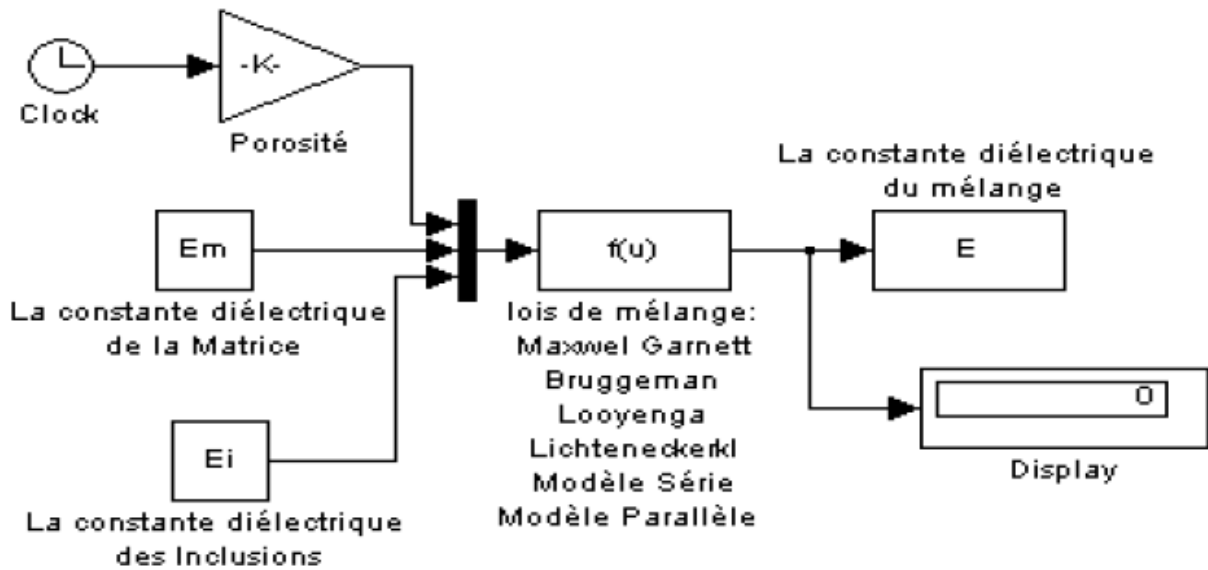 -K-
Clock
Porosité
La constante diélectrique
du mélange
Em
f(u)
E
La constante diélectrique
de la Matrice
lois de mélange:
Maxwel Garnett
Bruggeman
Looyenga
Lichteneckerkl
Modèle Série
Modèle Parallèle
0
Display
Ei
La constante diélectrique
des Inclusions